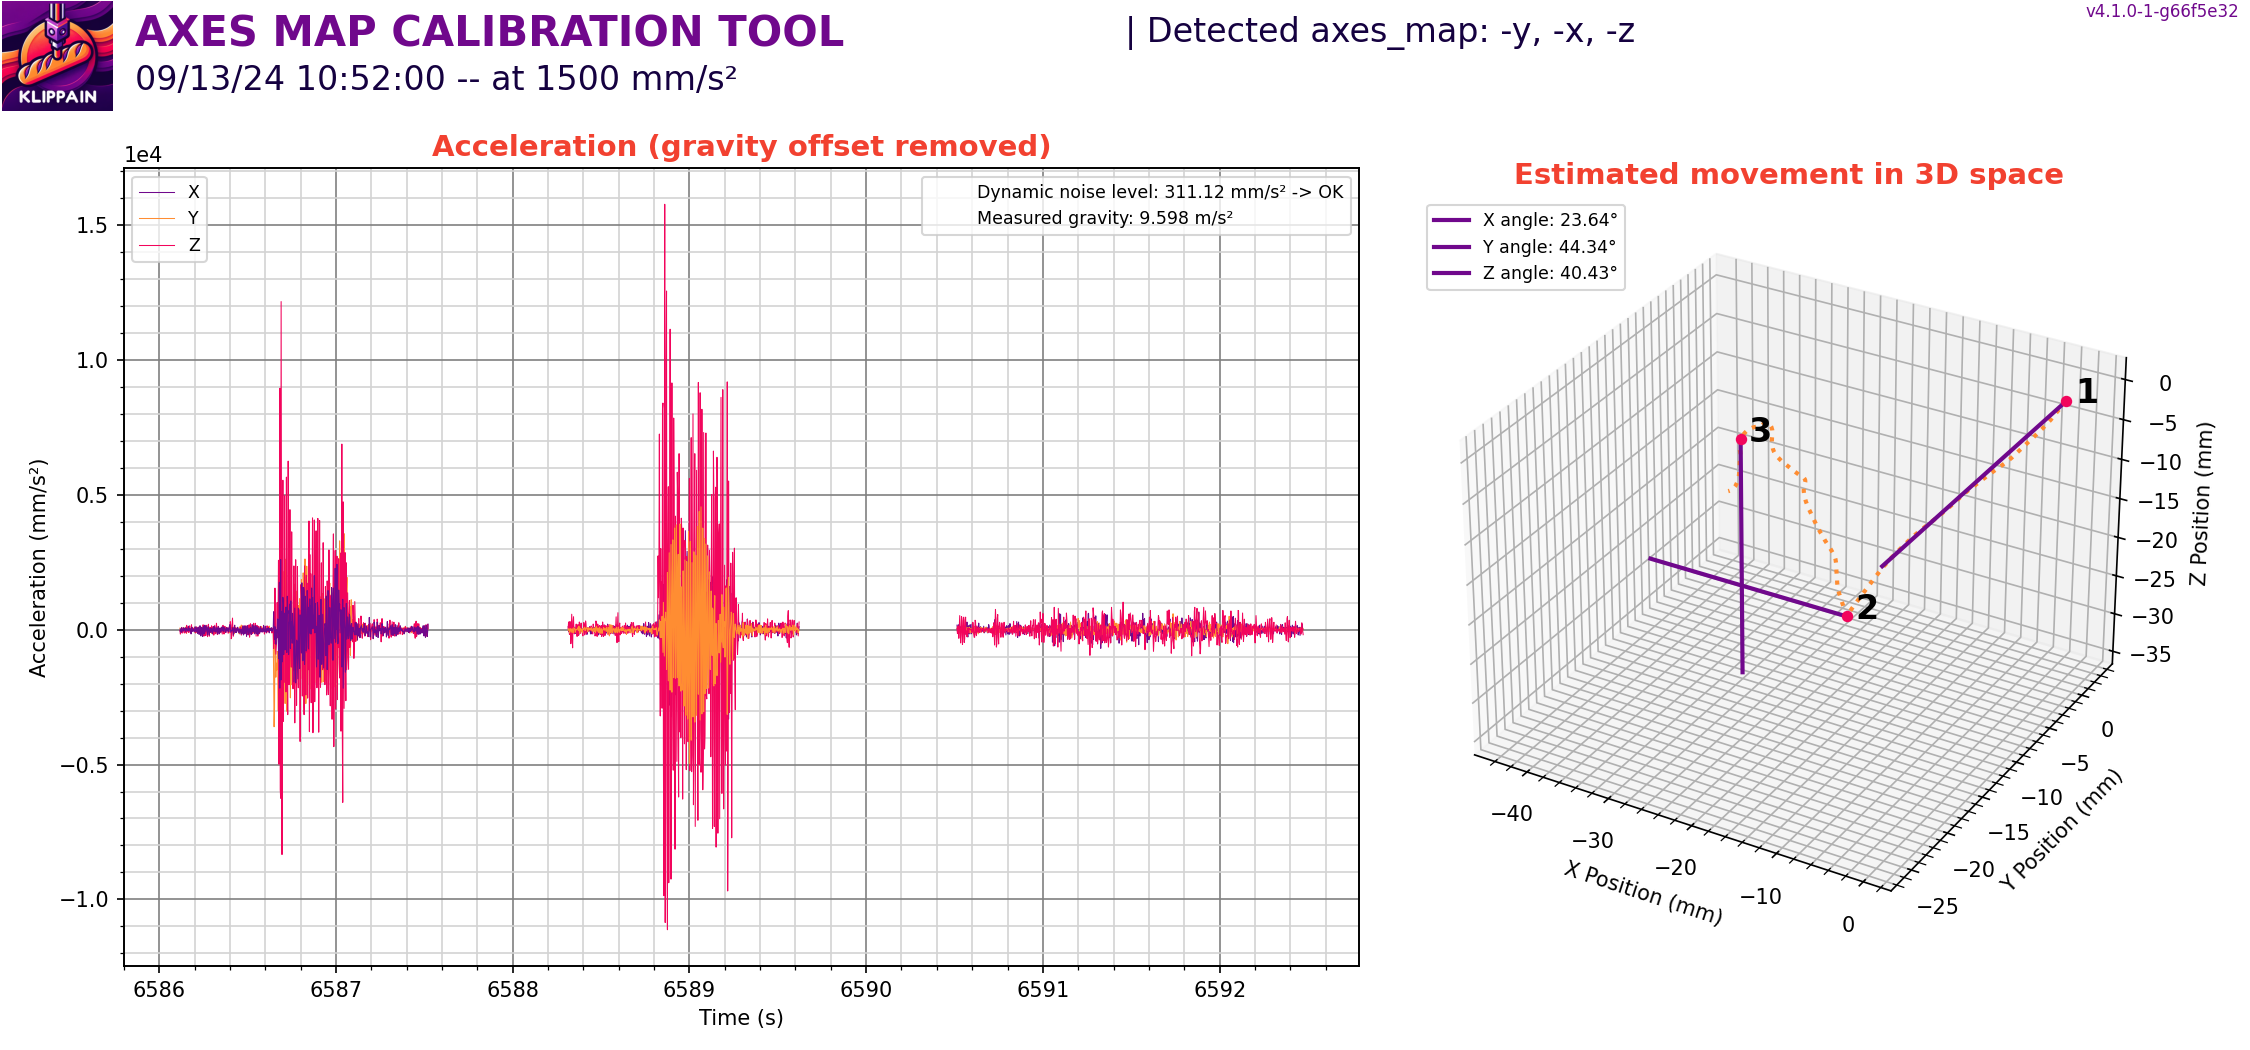 AXES MAP CALIBRATION TOOL
| Detected axes_map: -y, -x, -z
v4.1.0-1-g66f5e32
09/13/24 10:52:00 -- at 1500 mm/s²
KLIPPAIN
Acceleration (gravity offset removed)
1e4
X
Y
Z
Dynamic noise level: 311.12 mm/s² -> OK
Measured gravity: 9.598 m/s²
1.5
1.0
0.5
0.0
−0.5
−1.0
Acceleration (mm/s²)
6586 6587 6588 6589 6590 6591 6592
Time (s)
Estimated movement in 3D space
X angle: 23.64°
Y angle: 44.34°
Z angle: 40.43°
1
2
3
0
−5
−10
−15
−20
−25
−30
−35
Z Position (mm)
0
−5
−10
−15
−20
−25
Y Position (mm)
−40
−30
−20
−10
0
X Position (mm)